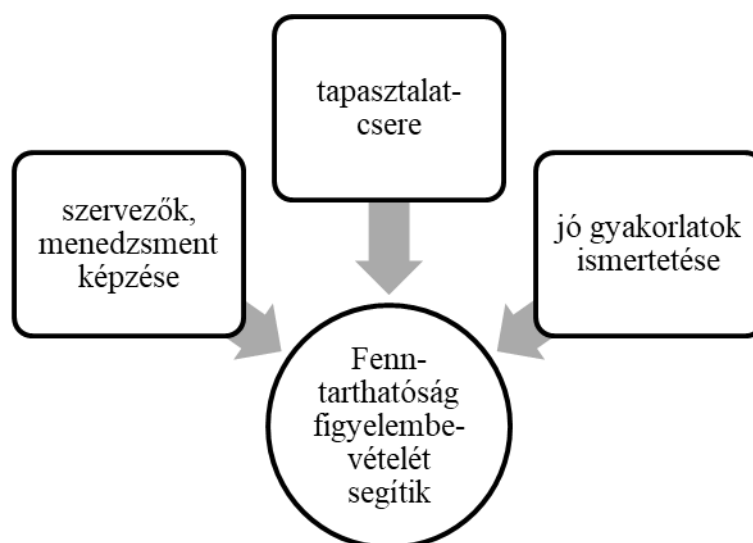 tapasztalat-
csere
szervezők,
menedzsment
képzése
jó gyakorlatok
ismertetése
Fenn-
tarthatóság
figyelembe-
vételét
segítik